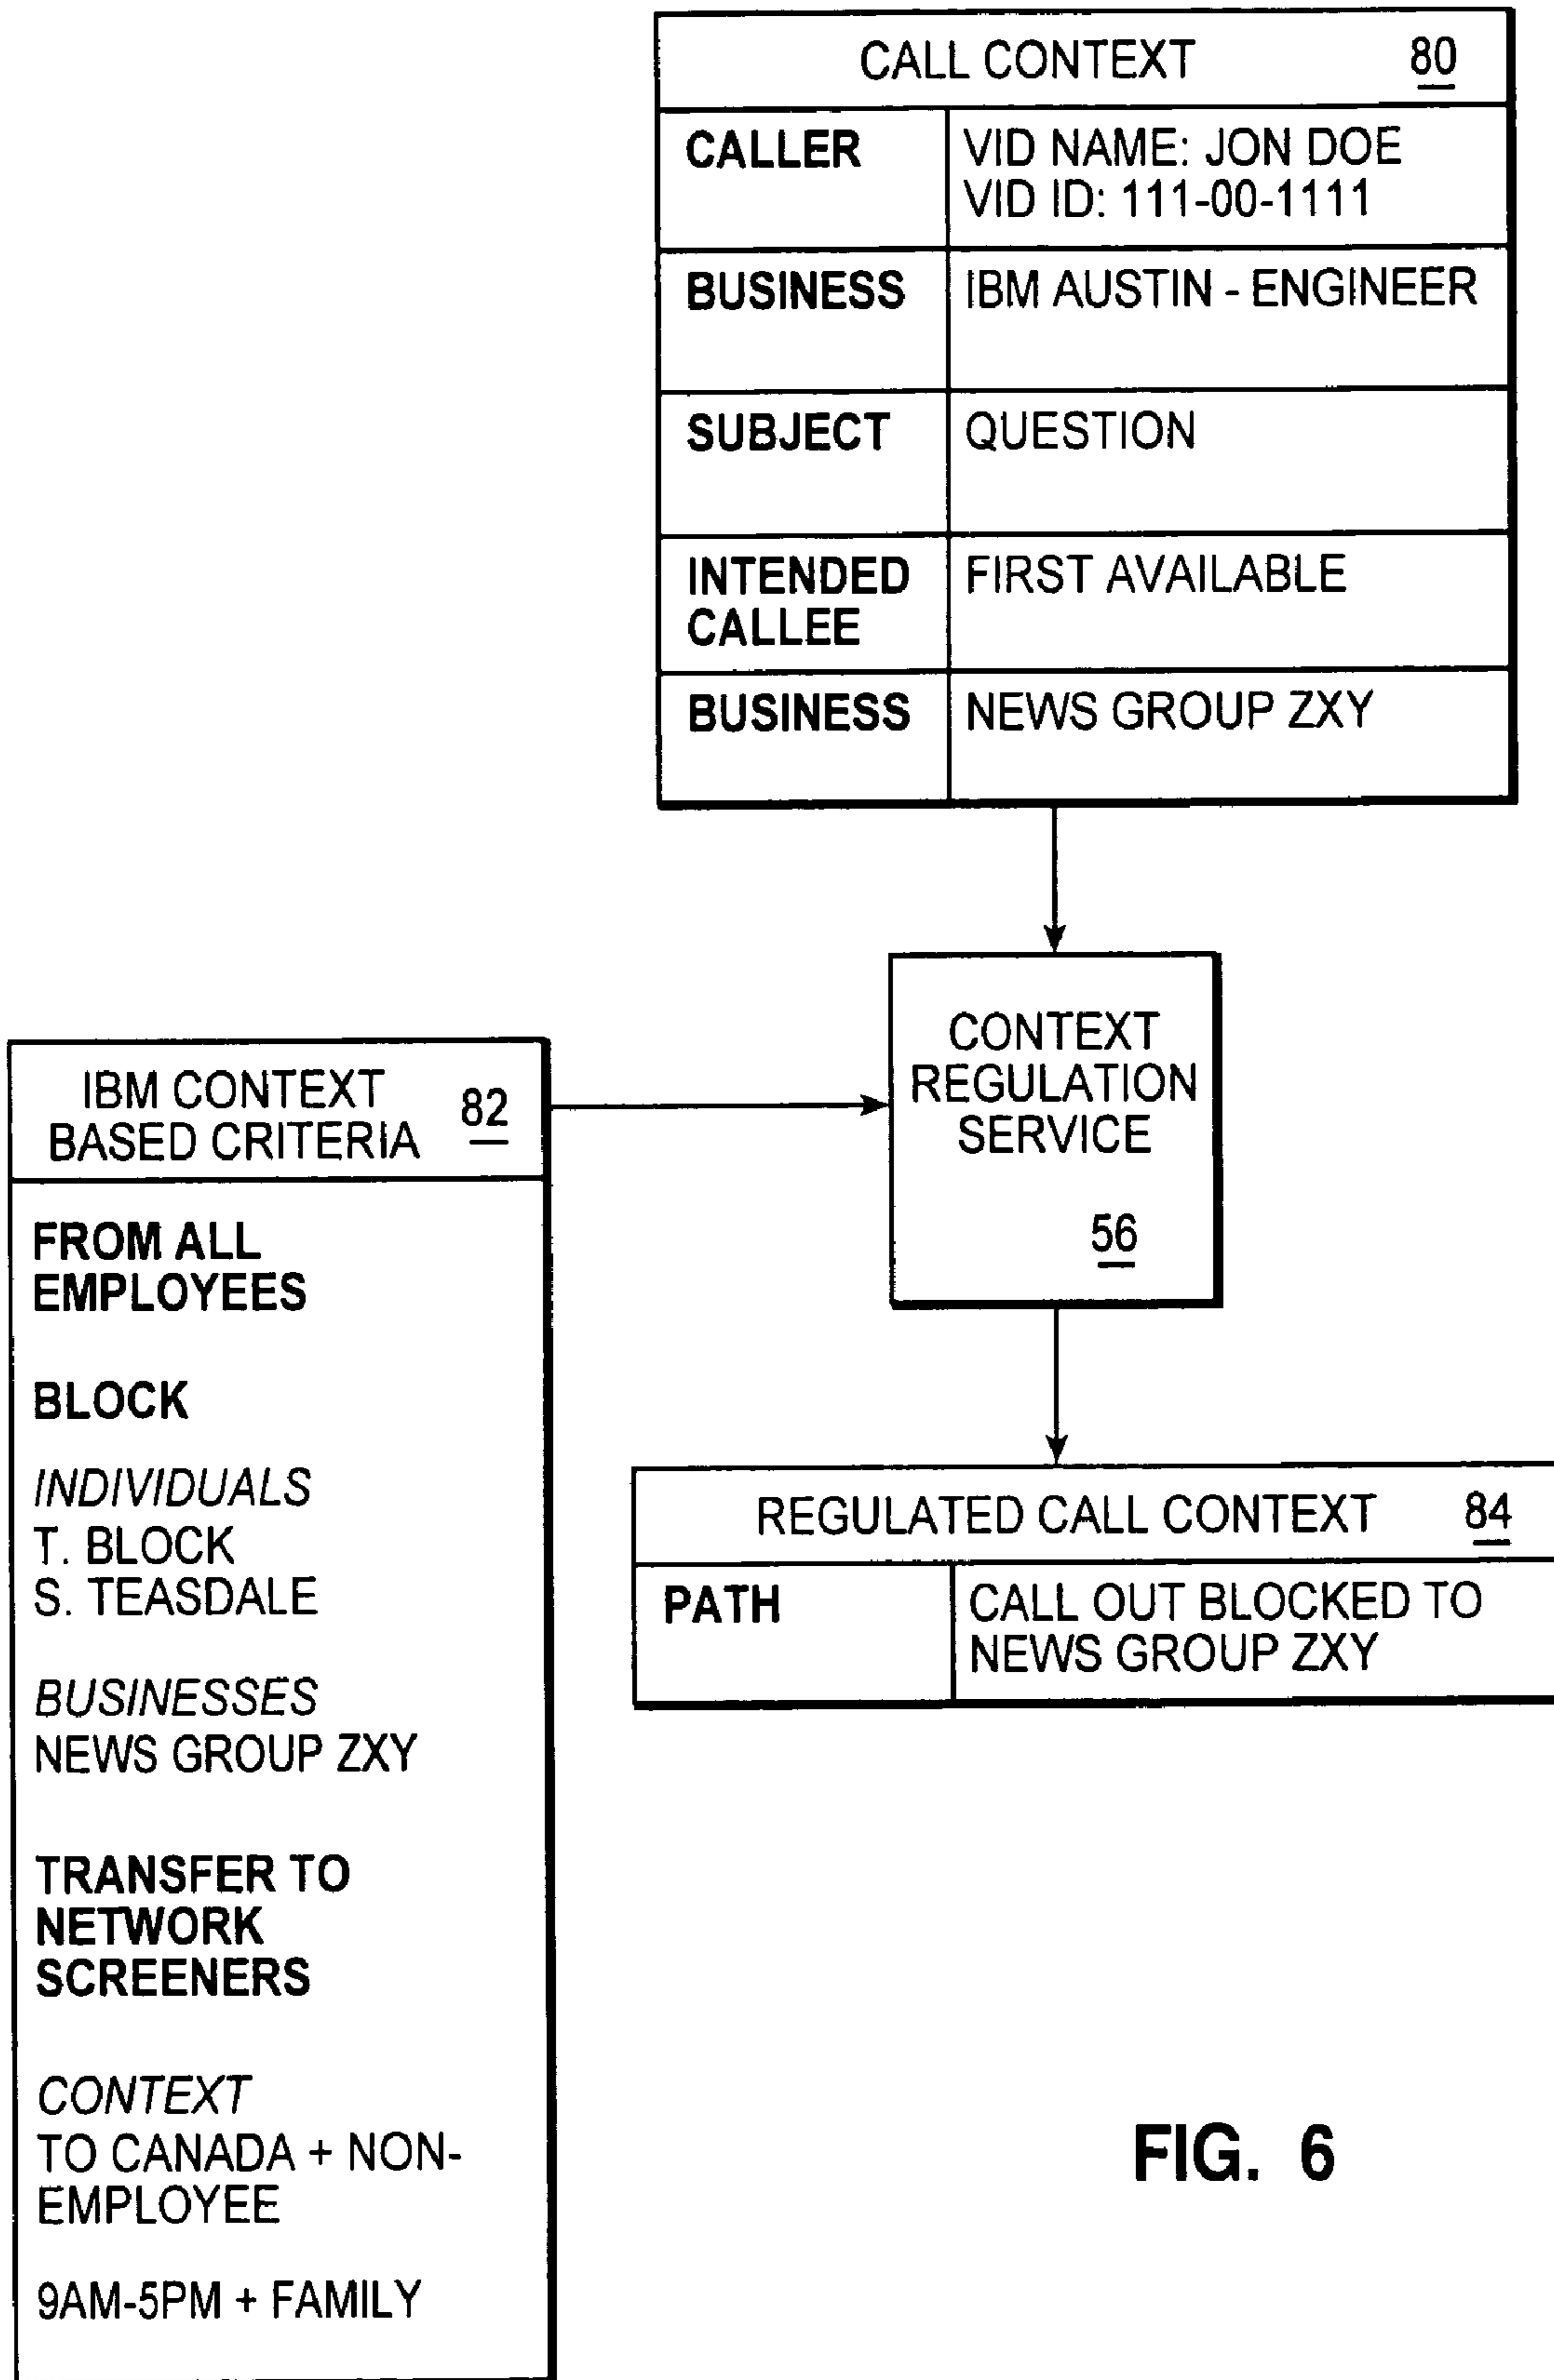 CALL CONTEXT 80
CALLER VID NAME: JON DOE
VID ID: 111-00-1111
BUSINESS IBM AUSTIN - ENGINEER
SUBJECT QUESTION
INTENDED CALLEE FIRST AVAILABLE
BUSINESS NEWS GROUP ZXY
CONTEXT
REGULATION
SERVICE
56
IBM CONTEXT
BASED CRITERIA 82
FROM ALL
EMPLOYEES
BLOCK
INDIVIDUALS
T. BLOCK
S. TEASDALE
BUSINESSES
NEWS GROUP ZXY
TRANSFER TO
NETWORK
SCREENERS
CONTEXT
TO CANADA + NON-
EMPLOYEE
9AM-5PM + FAMILY
REGULATED CALL CONTEXT 84
PATH CALL OUT BLOCKED TO
NEWS GROUP ZXY
FIG. 6